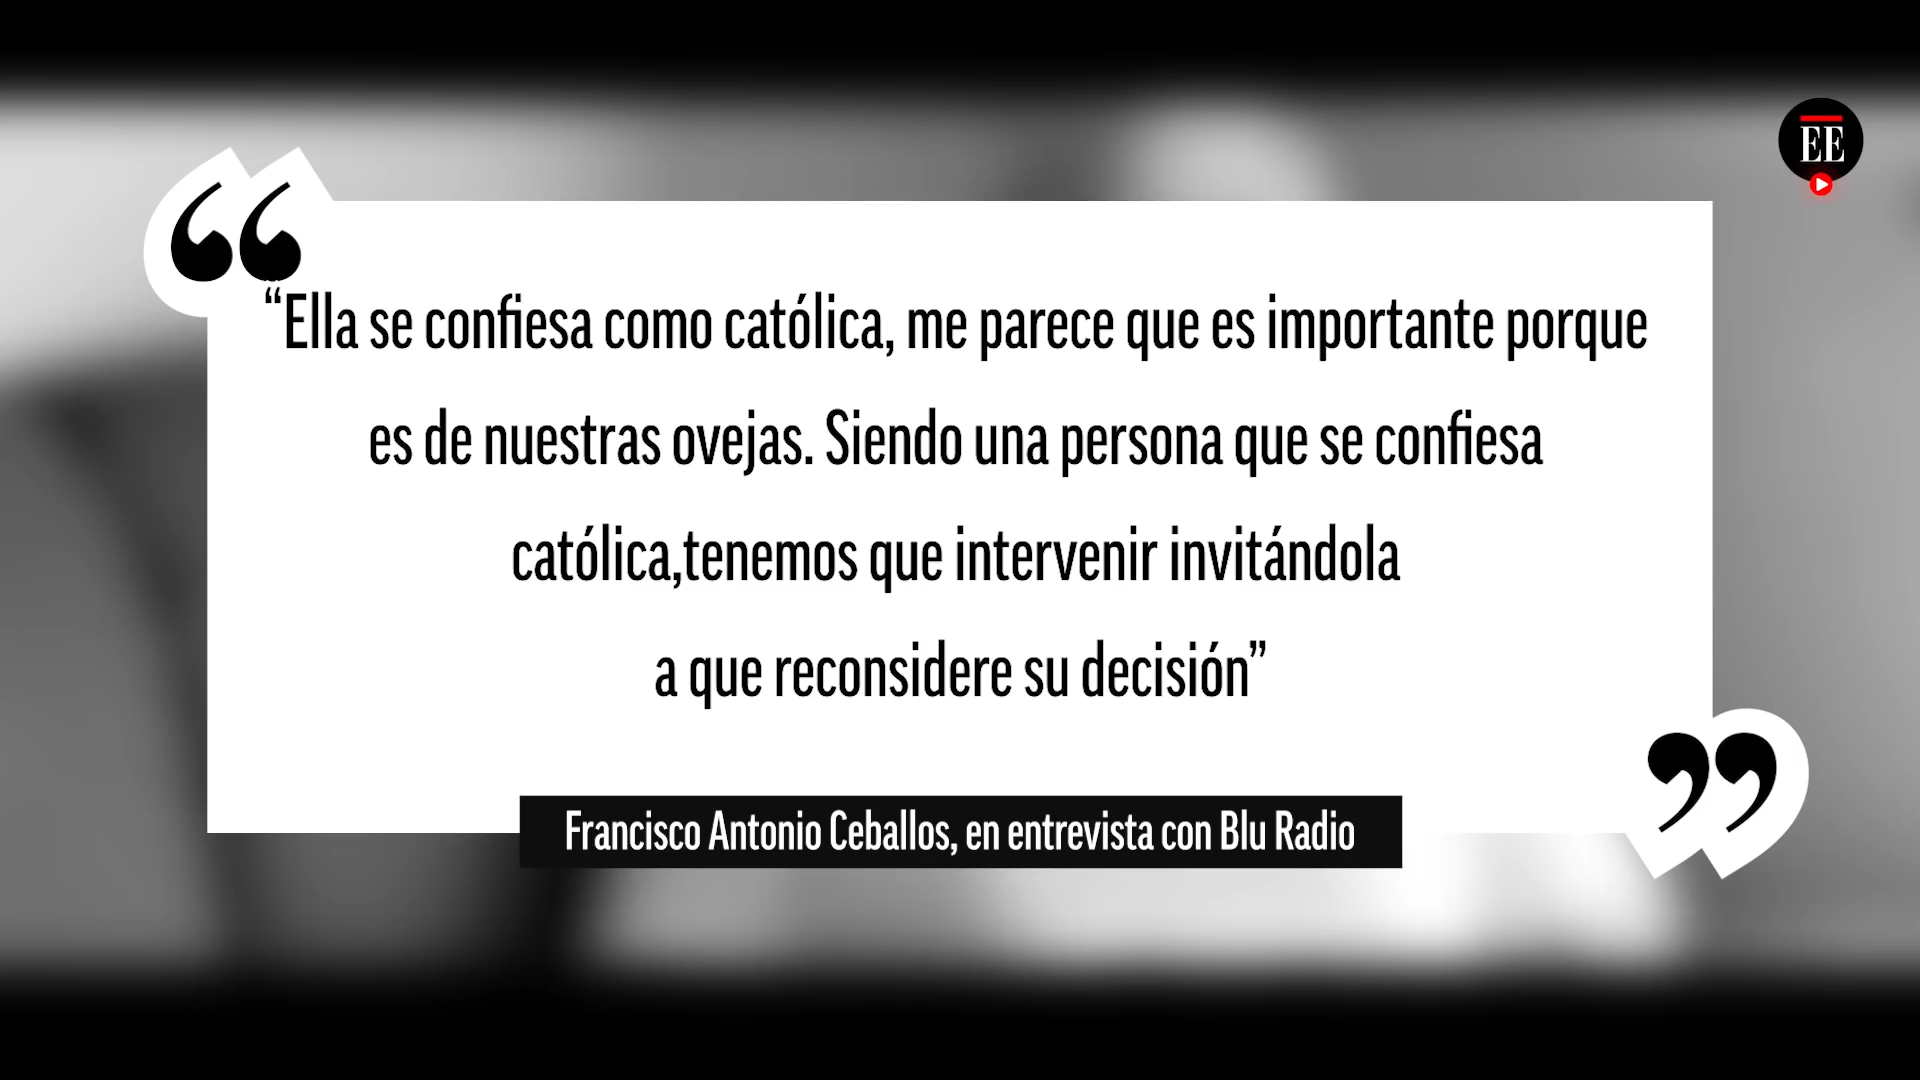 EE
“Ella se confiesa como católica, me parece que es importante porque
es de nuestras ovejas. Siendo una persona que se confiesa
católica,tenemos que intervenir invitándola
a que reconsidere su decisión”
Francisco Antonio Ceballos, en entrevista con Blu Radio